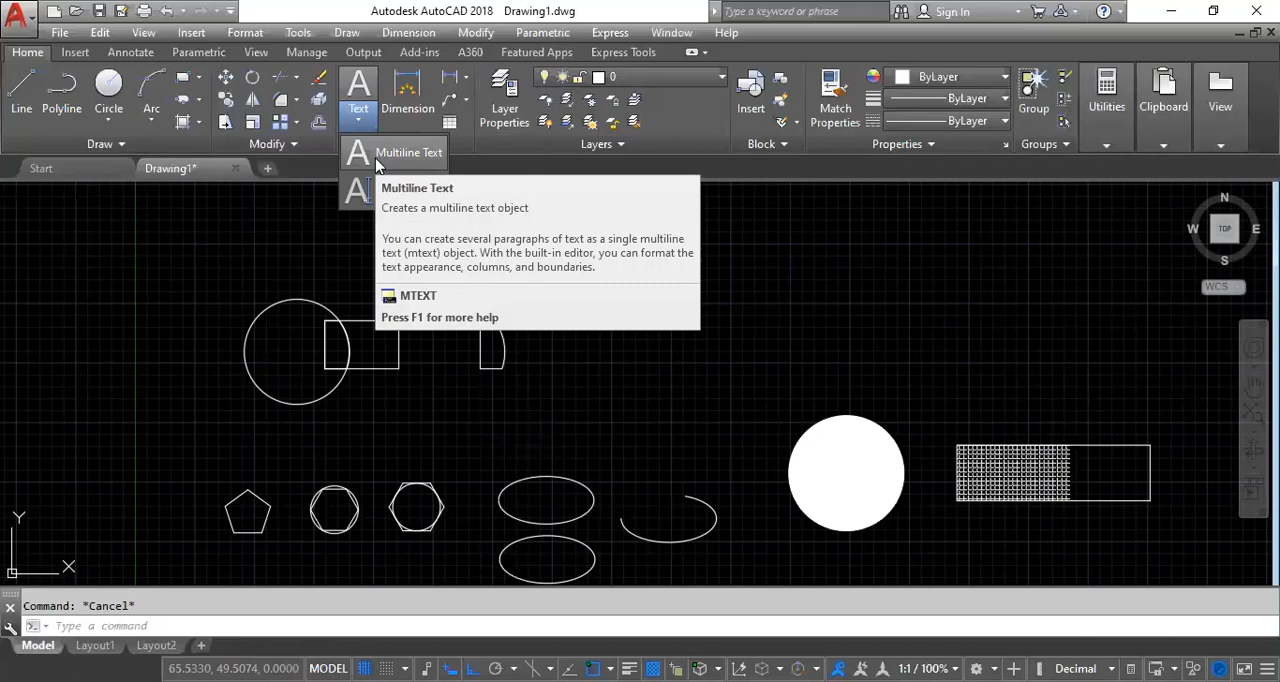 A
Autodesk AutoCAD 2018 Drawing1.dwg
Type a keyword or phrase
Sign In
?
File Edit View Insert Format Tools Draw Dimension Modify Parametric Express Window Help
Home Insert Annotate Parametric View Manage Output Add-ins A360 Featured Apps Express Tools
Line Polyline Circle Arc
A Text
Dimension
Layer Properties
0
Insert
Match Properties
ByLayer
ByLayer
ByLayer
Group
Utilities
Clipboard
View
Draw Modify Layers Block Properties Groups
A Multiline Text
A
Start Drawing1* +
Multiline Text
Creates a multiline text object
You can create several paragraphs of text as a single multiline
text (mtext) object. With the built-in editor, you can format the
text appearance, columns, and boundaries.
MTEXT
Press F1 for more help
N
W TOP E
S
WCS
Y
X
Command: *Cancel*
Type a command
Model Layout1 Layout2 +
65.5330, 49.5074, 0.0000 MODEL 1:1 / 100% Decimal